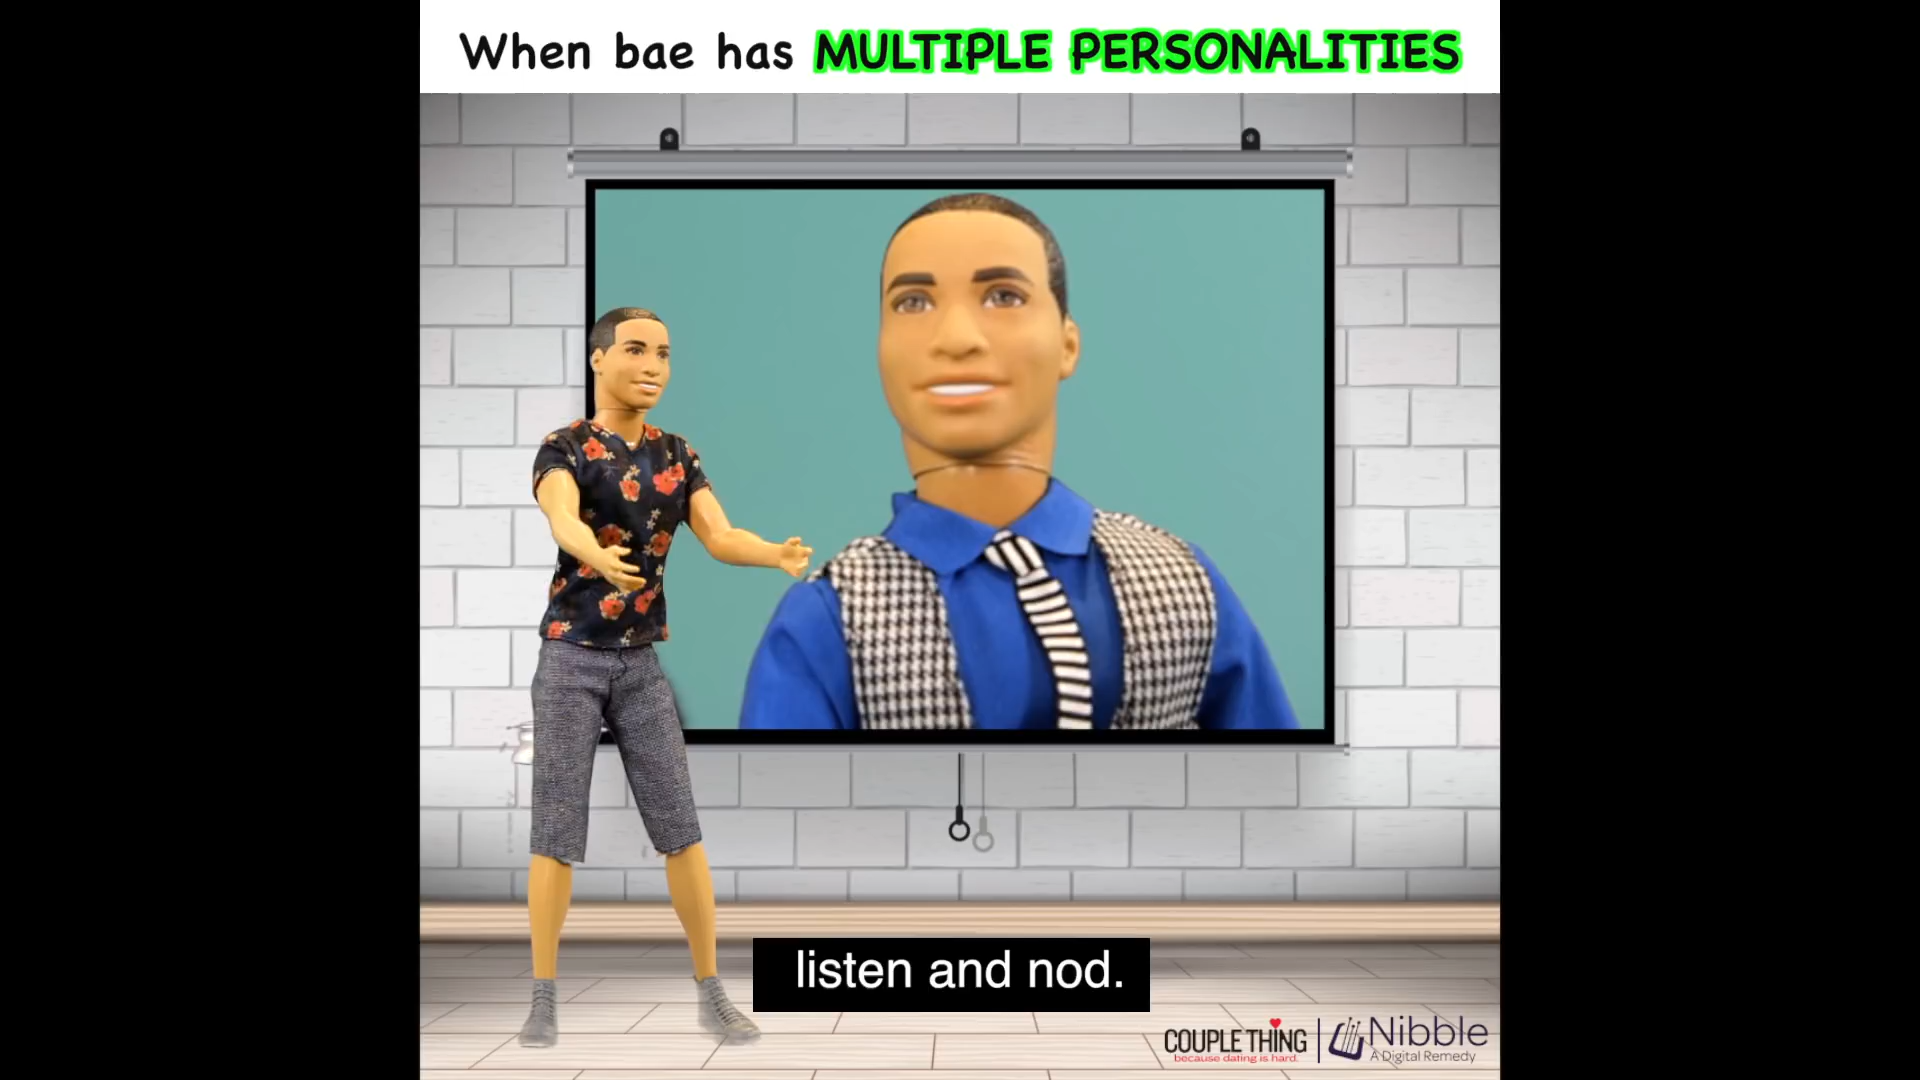 When bae has MULTIPLE PERSONALITIES
listen and nod.
COUPLE THING
because dating is hard.
Nibble
A Digital Remedy